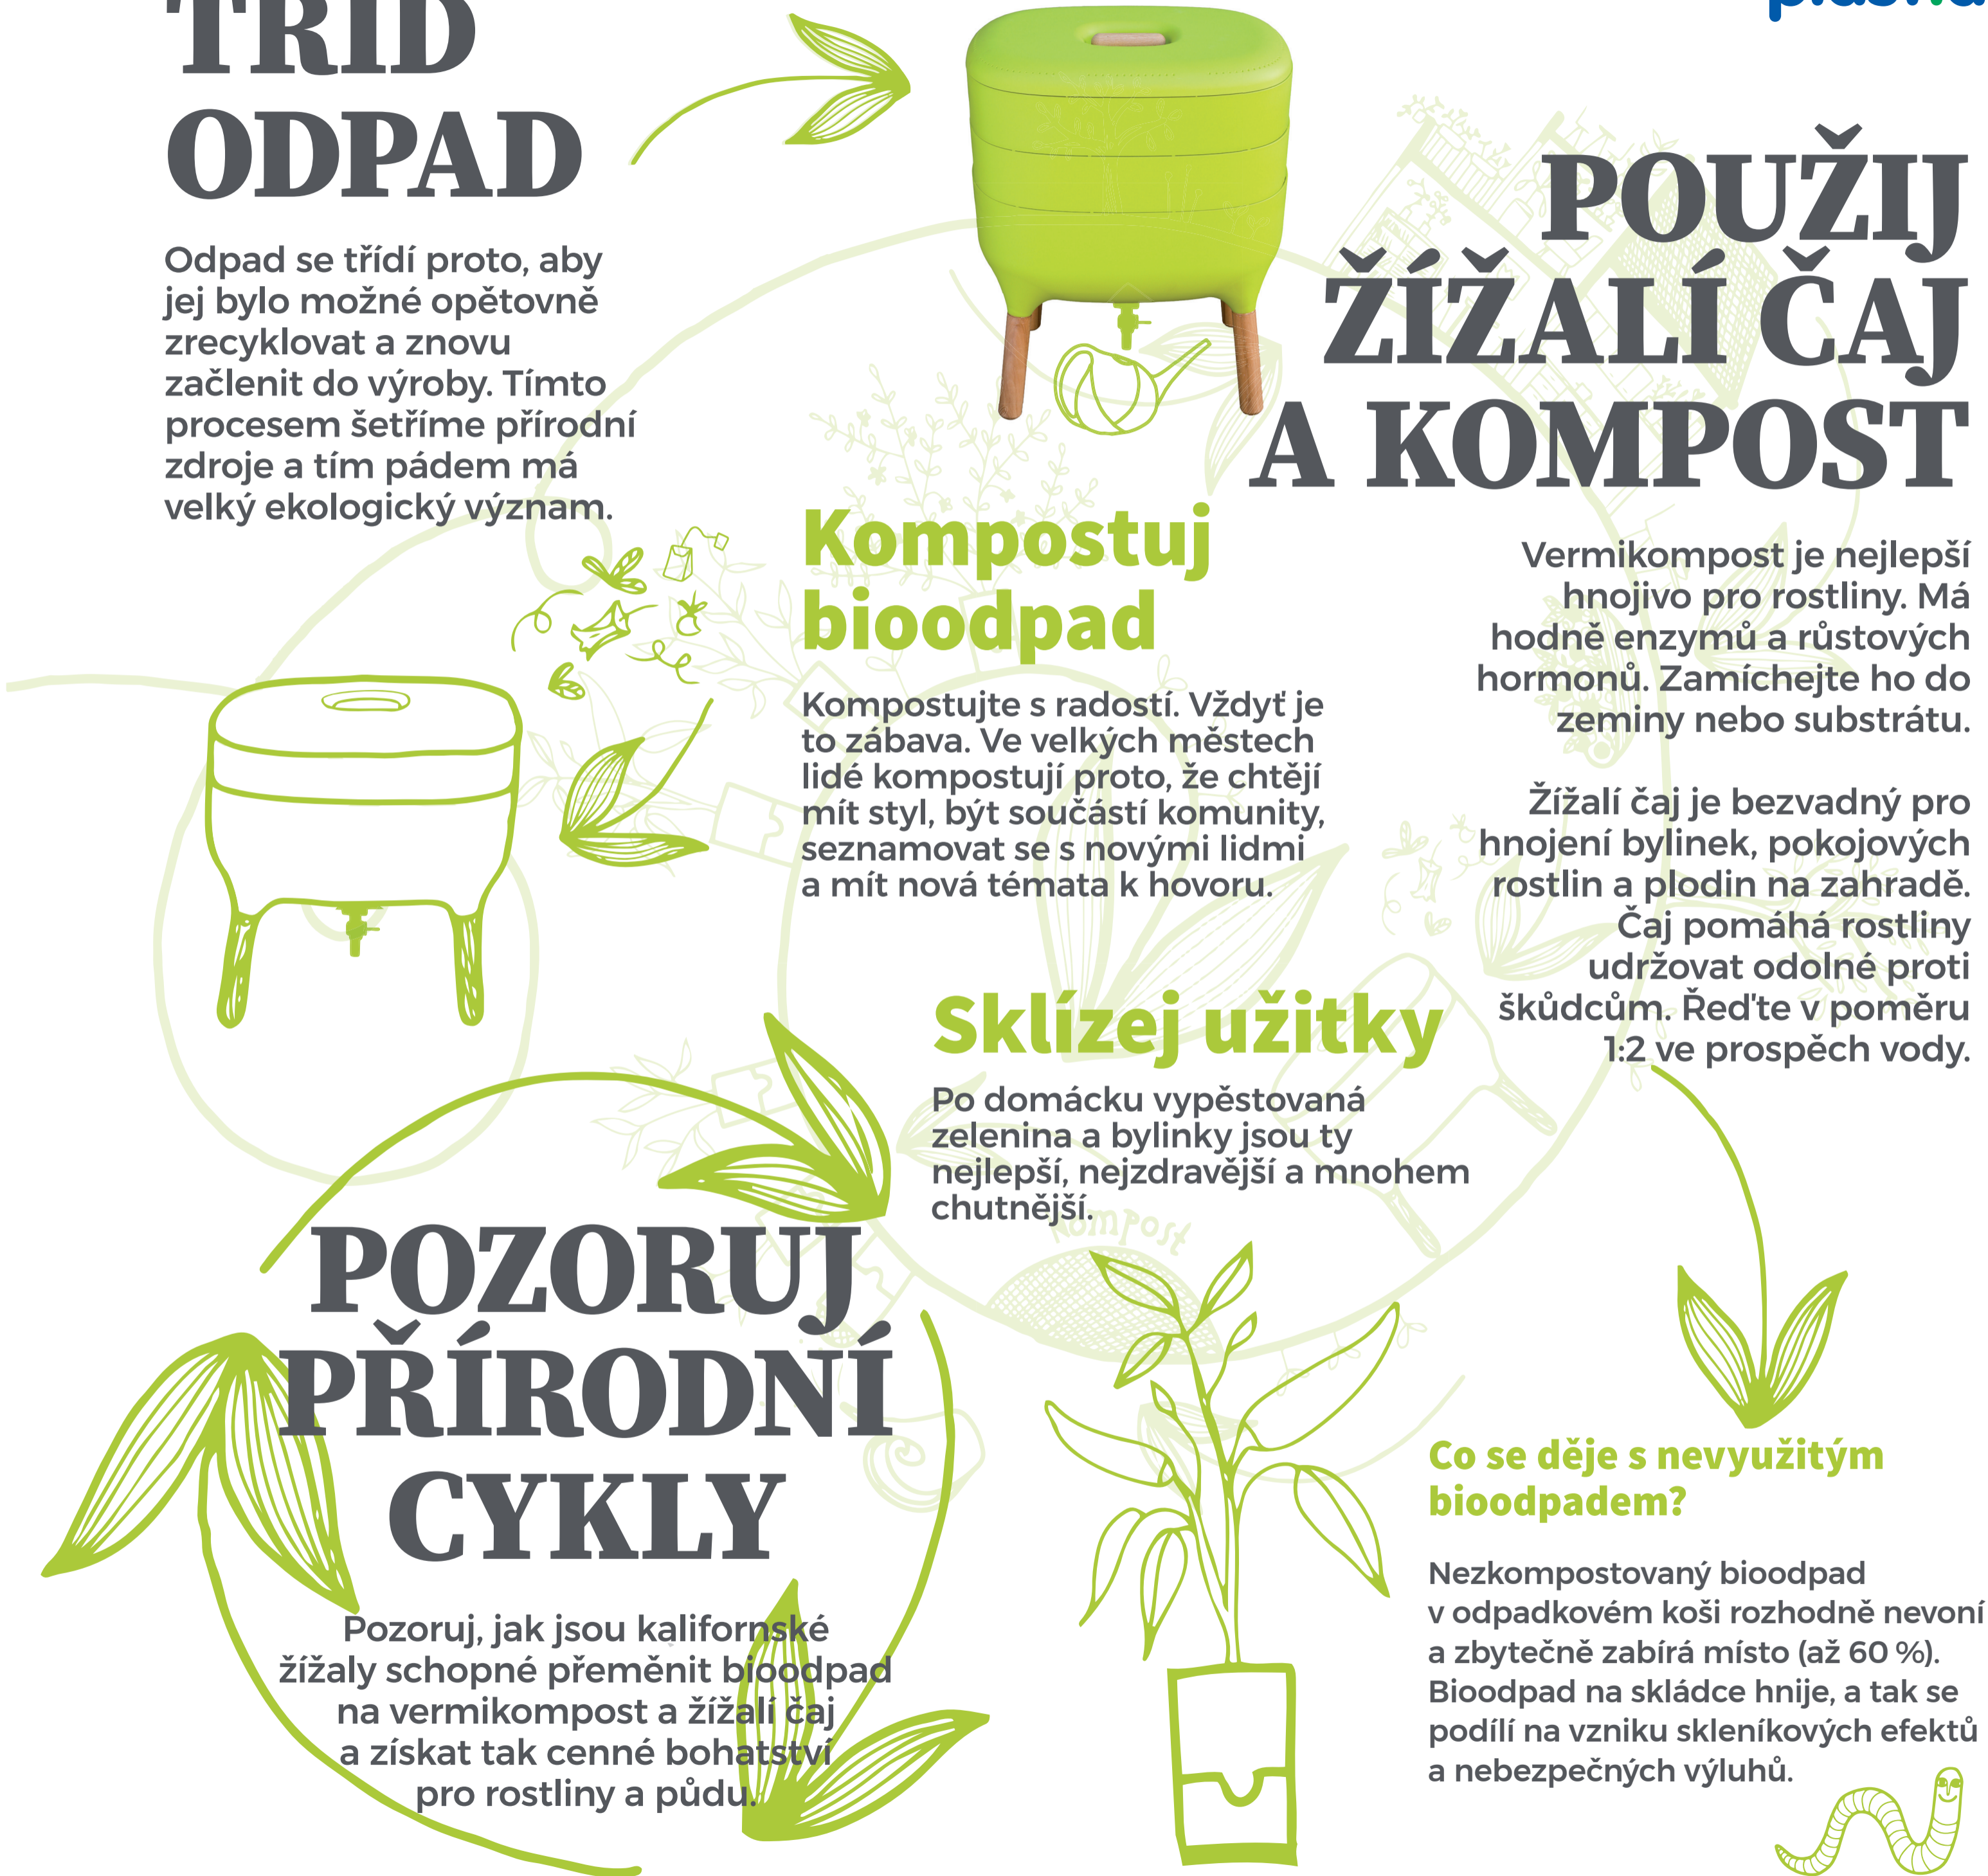 TŘIĎ
ODPAD
Odpad se třídí proto, aby
jej bylo možné opětovně
zrecyklovat a znovu
začlenit do výroby. Tímto
procesem šetříme přírodní
zdroje a tím pádem má
velký ekologický význam.
POUŽIJ
ŽÍŽALÍ ČAJ
A KOMPOST
Vermikompost je nejlepší
hnojivo pro rostliny. Má
hodně enzymů a růstových
hormonů. Zamíchejte ho do
zeminy nebo substrátu.
Žížalí čaj je bezvadný pro
hnojení bylinek, pokojových
rostlin a plodin na zahradě.
Čaj pomáhá rostliny
udržovat odolné proti
škůdcům. Řeďte v poměru
1:2 ve prospěch vody.
Kompostuj
bioodpad
Kompostujte s radostí. Vždyť je
to zábava. Ve velkých městech
lidé kompostují proto, že chtějí
mít styl, být součástí komunity,
seznamovat se s novými lidmi
a mít nová témata k hovoru.
Sklízej užitky
Po domácku vypěstovaná
zelenina a bylinky jsou ty
nejlepší, nejzdravější a mnohem
chutnější.
Kompost
POZORUJ
PŘÍRODNÍ
CYKLY
Pozoruj, jak jsou kalifornské
žížaly schopné přeměnit bioodpad
na vermikompost a žížalí čaj
a získat tak cenné bohatství
pro rostliny a půdu.
Co se děje s nevyužitým
bioodpadem?
Nezkompostovaný bioodpad
v odpadkovém koši rozhodně nevoní
a zbytečně zabírá místo (až 60 %).
Bioodpad na skládce hnije, a tak se
podílí na vzniku skleníkových efektů
a nebezpečných výluhů.